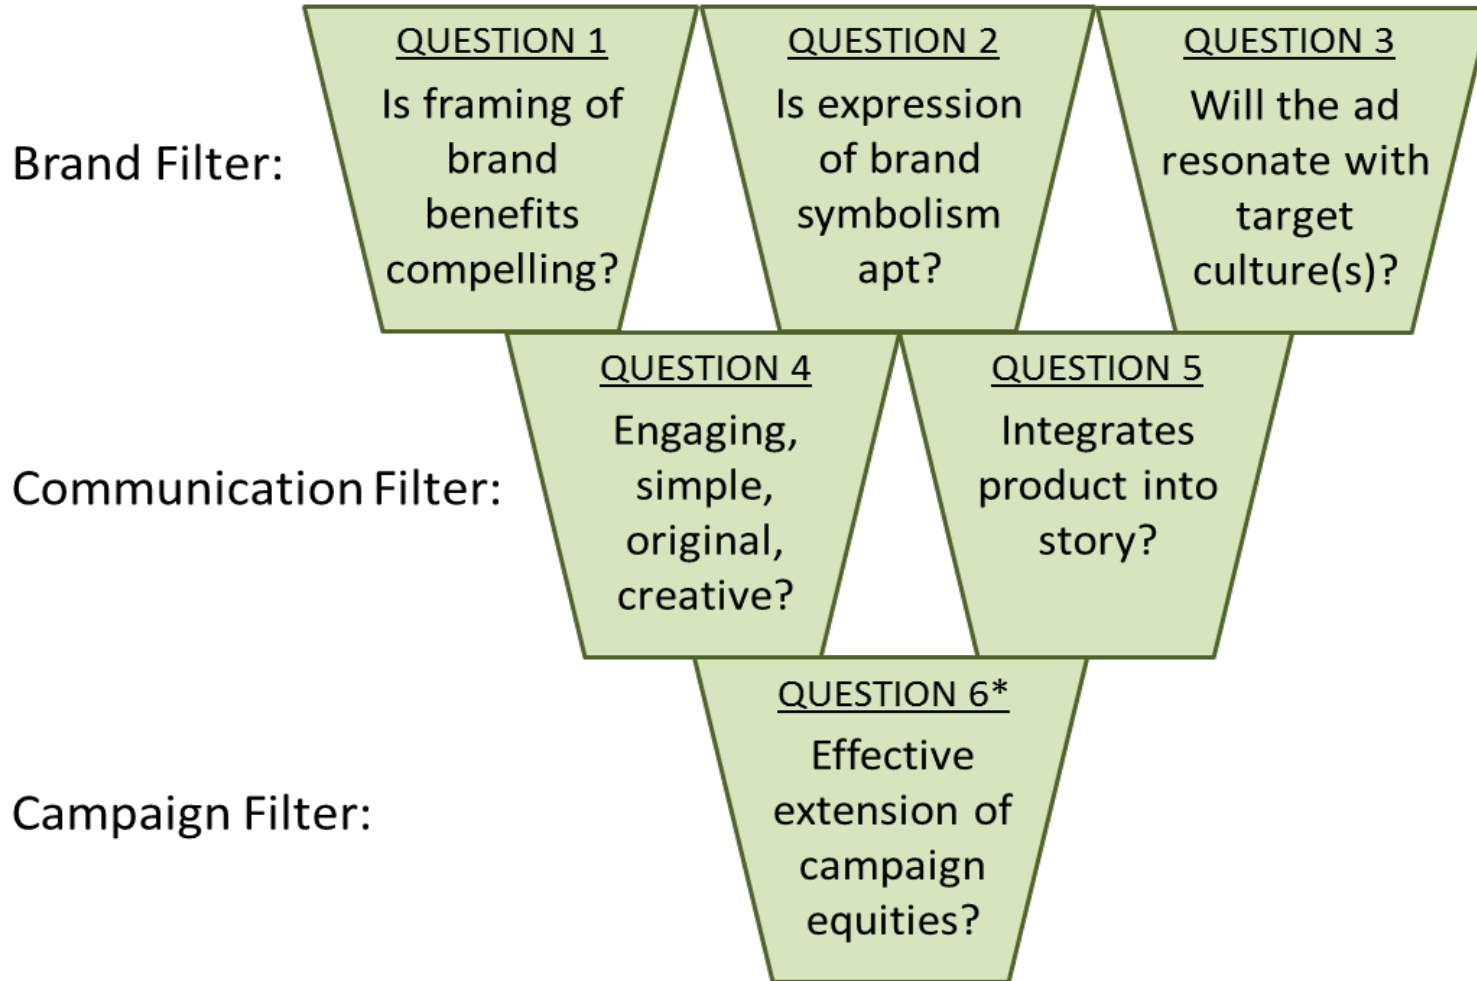 QUESTION 1
Is framing of
brand
benefits
compelling?
QUESTION 2
Is expression
of brand
symbolism
apt?
QUESTION 3
Will the ad
resonate with
target
culture(s)?
Brand Filter:
QUESTION 4
Engaging,
simple,
original,
creative?
QUESTION 5
Integrates
product into
story?
Communication Filter:
QUESTION 6*
Effective
extension of
campaign
equities?
Campaign Filter: